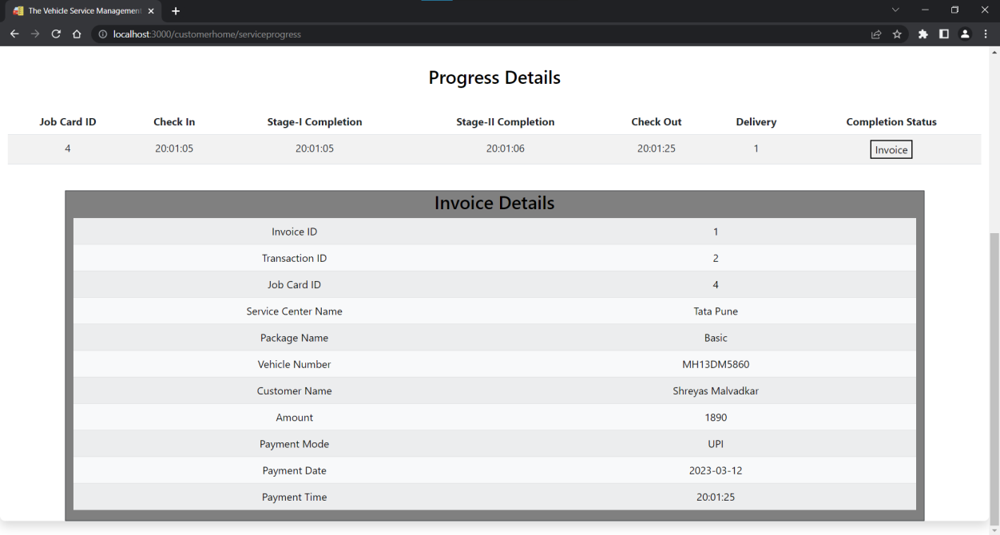 The Vehicle Service Management
localhost:3000/customerhome/serviceprogress
Progress Details
Job Card ID Check In Stage-I Completion Stage-II Completion Check Out Delivery Completion Status
4 20:01:05 20:01:05 20:01:06 20:01:25 1 Invoice
Invoice Details
Invoice ID 1
Transaction ID 2
Job Card ID 4
Service Center Name Tata Pune
Package Name Basic
Vehicle Number MH13DM5860
Customer Name Shreyas Malvadkar
Amount 1890
Payment Mode UPI
Payment Date 2023-03-12
Payment Time 20:01:25